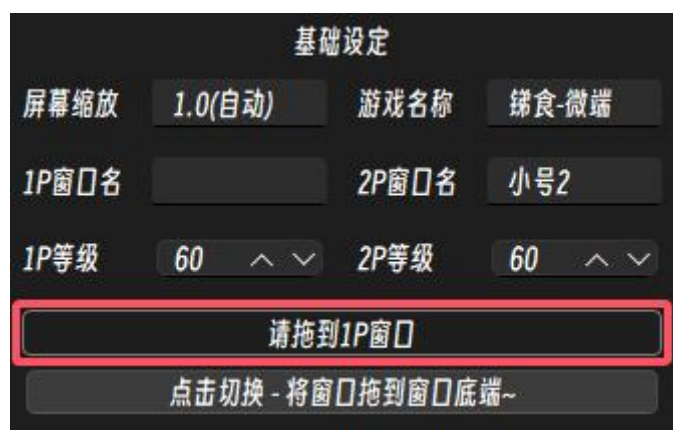 基础设定
屏幕缩放 1.0(自动) 游戏名称 锑食-微端
1P窗口名 2P窗口名 小号2
1P等级 60 2P等级 60
请拖到1P窗口
点击切换 - 将窗口拖到窗口底端~